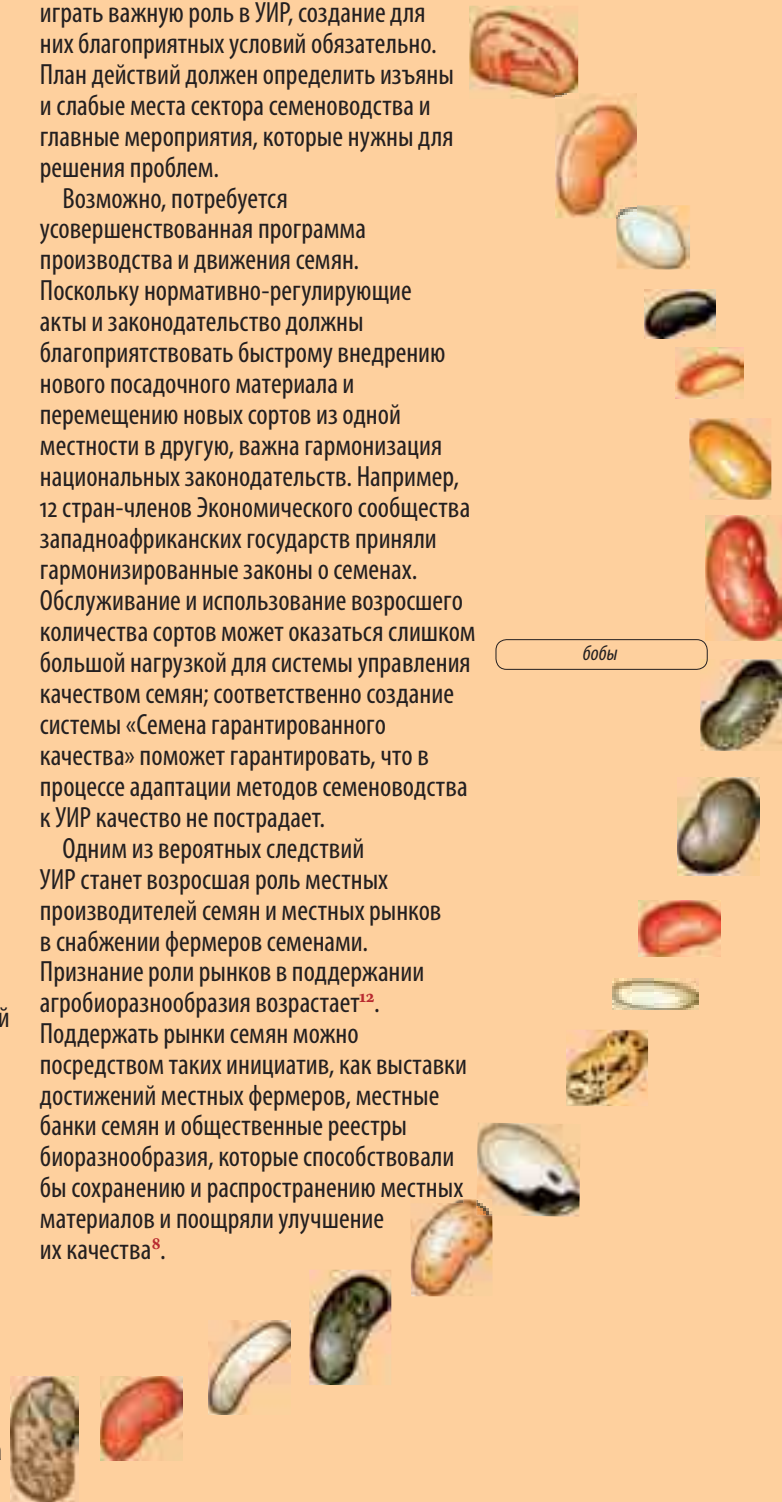 играть важную роль в УИР, создание для
них благоприятных условий обязательно.
План действий должен определить изъяны
и слабые места сектора семеноводства и
главные мероприятия, которые нужны для
решения проблем.
Возможно, потребуется
усовершенствованная программа
производства и движения семян.
Поскольку нормативно-регулирующие
акты и законодательство должны
благоприятствовать быстрому внедрению
нового посадочного материала и
перемещению новых сортов из одной
местности в другую, важна гармонизация
национальных законодательств. Например,
12 стран-членов Экономического сообщества
западноафриканских государств приняли
гармонизированные законы о семенах.
Обслуживание и использование возросшего
количества сортов может оказаться слишком
большой нагрузкой для системы управления
качеством семян; соответственно создание
системы «Семена гарантированного
качества» поможет гарантировать, что в
процессе адаптации методов семеноводства
к УИР качество не пострадает.
Одним из вероятных следствий
УИР станет возросшая роль местных
производителей семян и местных рынков
в снабжении фермеров семенами.
Признание роли рынков в поддержании
агробиоразнообразия возрастает¹².
Поддержать рынки семян можно
посредством таких инициатив, как выставки
достижений местных фермеров, местные
банки семян и общественные реестры
биоразнообразия, которые способствовали
бы сохранению и распространению местных
материалов и поощряли улучшение
их качества⁸.
бобы
й